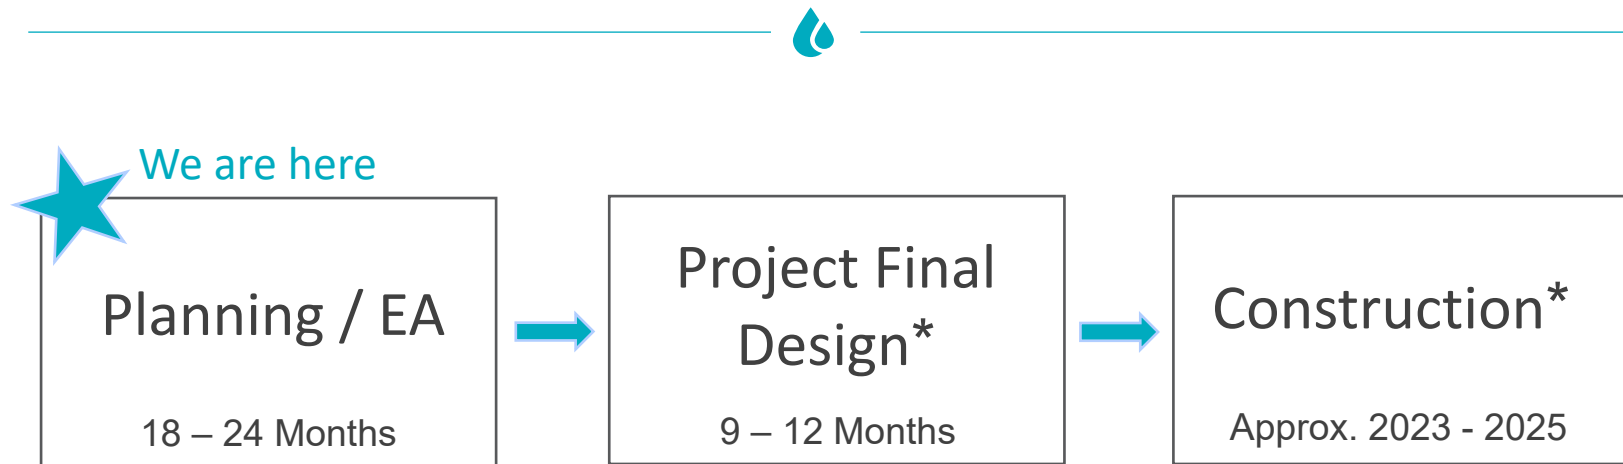 We are here
Planning / EA
18 – 24 Months
Project Final
Design*
9 – 12 Months
Construction*
Approx. 2023 - 2025